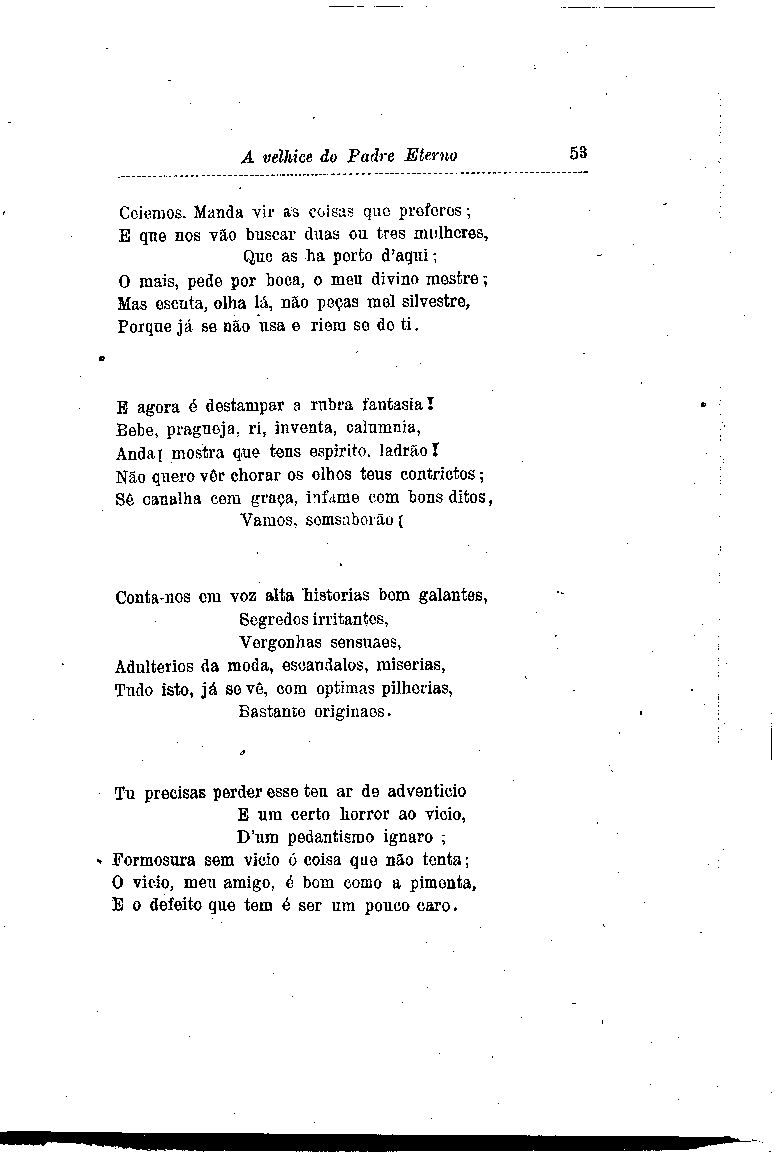 A velhice do Padre Eterno 53
Ceiemos. Manda vir as coisas que preferes;
E que nos vão buscar duas ou tres mulheres,
Que as ha perto d'aqui;
O mais, pede por boca, o meu divino mestre;
Mas escuta, olha lá, não peças mel silvestre,
Porque já se não usa e riem se de ti.
E agora é destampar a rubra fantasia!
Bebe, pragueja, ri, inventa, calumnia,
Anda! mostra que tens espirito, ladrão!
Não quero vêr chorar os olhos teus contrictos;
Sê canalha com graça, infame com bons ditos,
Vamos, semsaborão!
Conta-nos em voz alta historias bem galantes,
Segredos irritantes,
Vergonhas sensuaes,
Adulterios da moda, escandalos, miserias,
Tudo isto, já se vê, com optimas pilherias,
Bastante originaes.
Tu precisas perder esse teu ar de adventicio
E um certo horror ao vicio,
D'um pedantismo ignaro;
Formosura sem vicio é coisa que não tenta;
O vicio, meu amigo, é bom como a pimenta,
E o defeito que tem é ser um pouco caro.